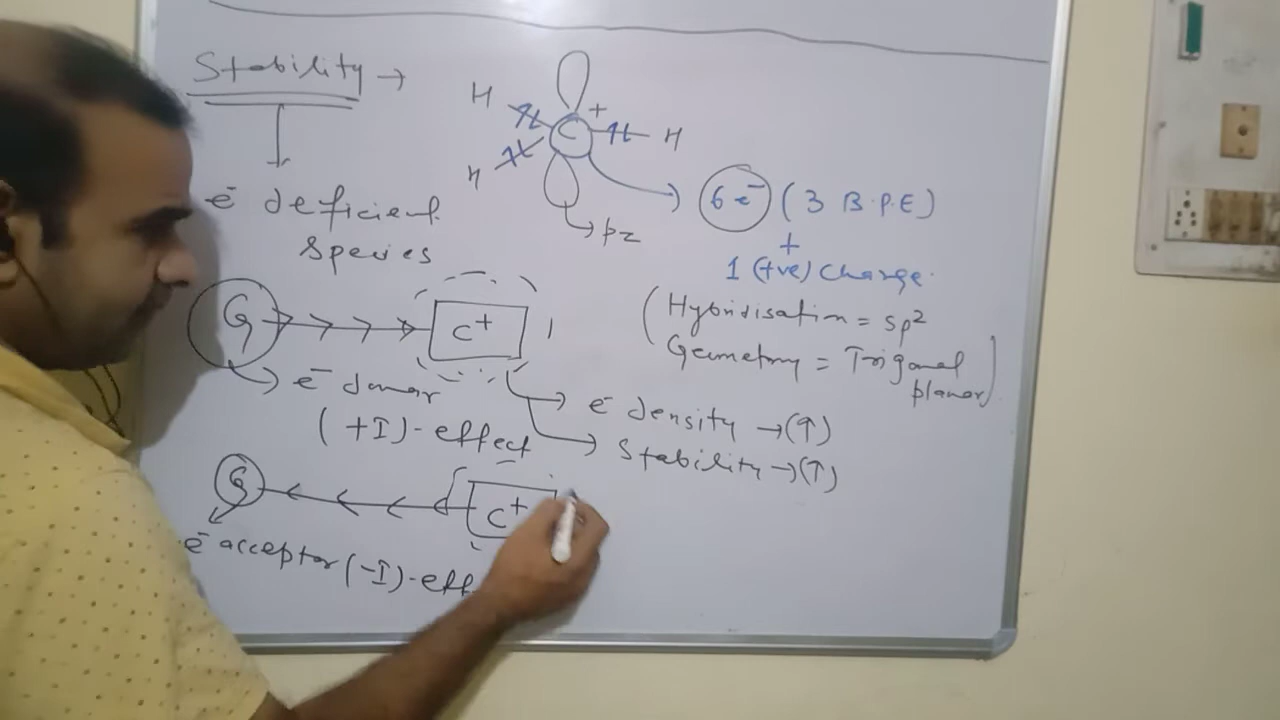 Stability →
H
+
C
H
H
6 e⁻ ( 3 B.P.E )
+
1 (+ve) charge.
pz
e⁻ deficient
species
( Hybridisation = sp²
Geometry = Trigonal
planar)
G
C⁺
e⁻ donar
( +I) - effect
e⁻ density → (↑)
Stability → (↑)
G
C⁺
e⁻ acceptor (-I) - eff